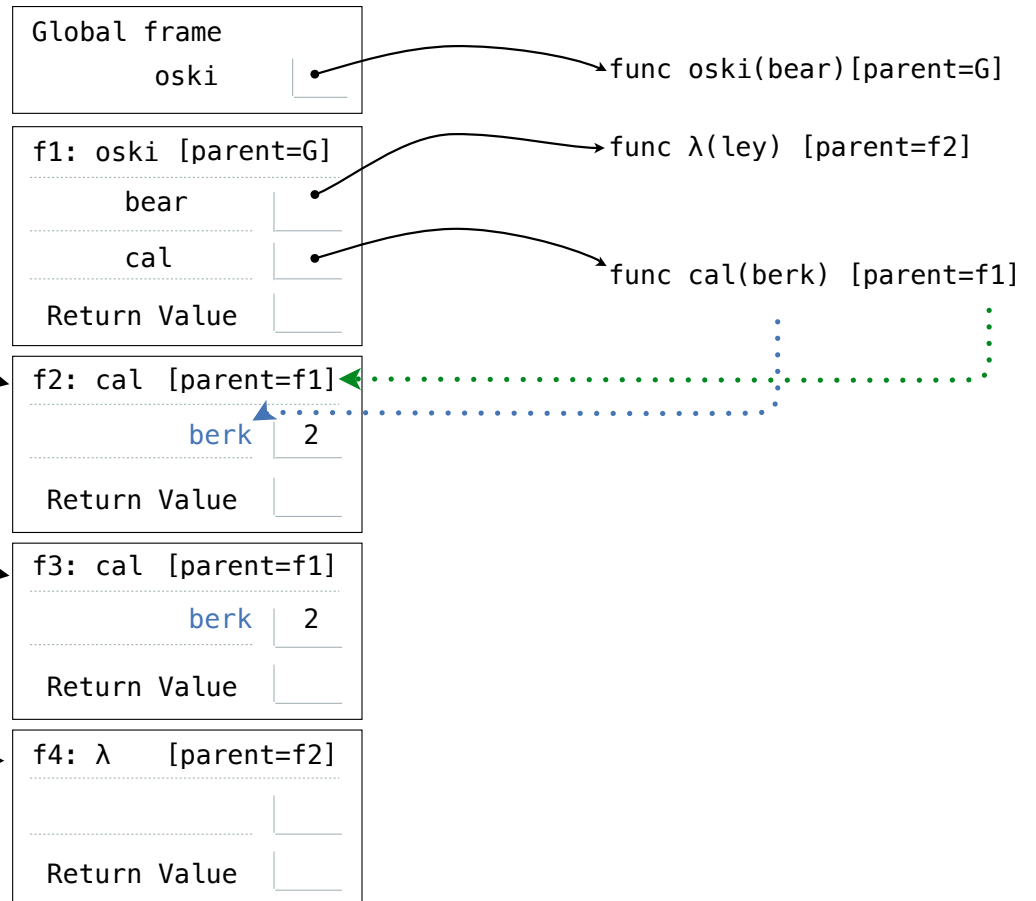 Global frame
oski
func oski(bear)[parent=G]
f1: oski [parent=G]
func λ(ley) [parent=f2]
bear
cal
func cal(berk) [parent=f1]
Return Value
f2: cal [parent=f1]
berk 2
Return Value
f3: cal [parent=f1]
berk 2
Return Value
f4: λ [parent=f2]
Return Value